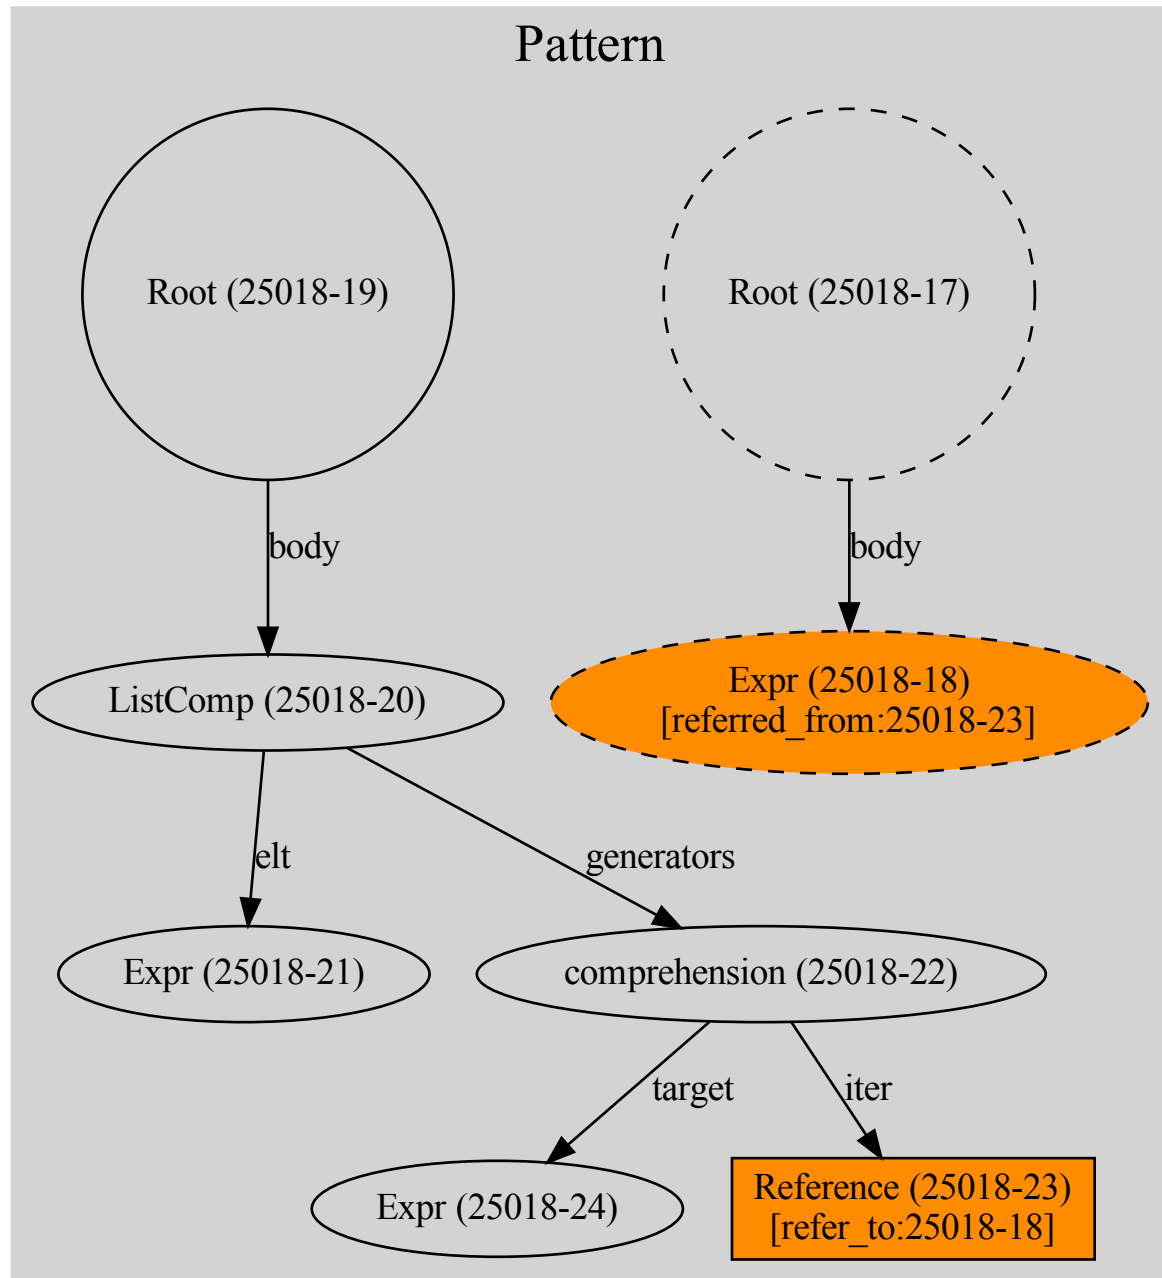 Pattern
Root (25018-19)
Root (25018-17)
body
body
ListComp (25018-20)
Expr (25018-18)
[referred_from:25018-23]
elt
generators
Expr (25018-21)
comprehension (25018-22)
target
iter
Expr (25018-24)
Reference (25018-23)
[refer_to:25018-18]